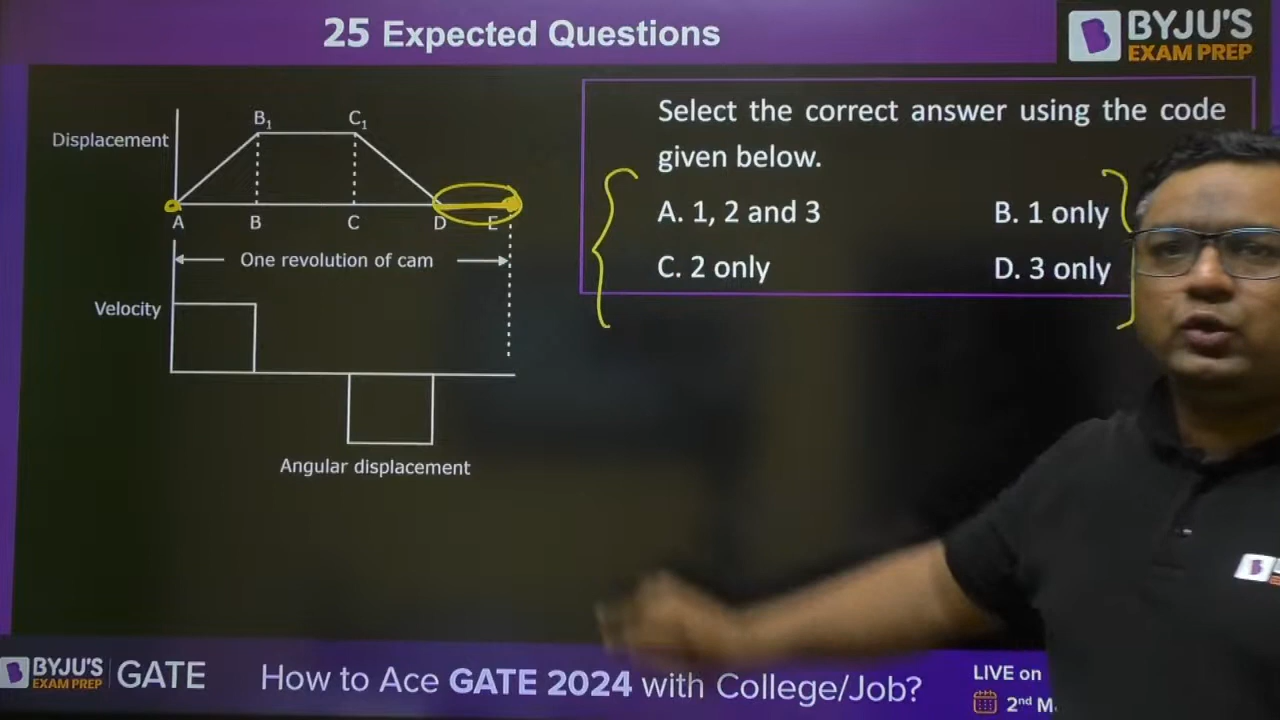 25 Expected Questions
BYJU'S
EXAM PREP
Displacement
B1
C1
A B C D E
One revolution of cam
Velocity
Angular displacement
Select the correct answer using the code
given below.
A. 1, 2 and 3 B. 1 only
C. 2 only D. 3 only
BYJU'S
EXAM PREP
GATE
How to Ace GATE 2024 with College/Job?
LIVE on
2nd